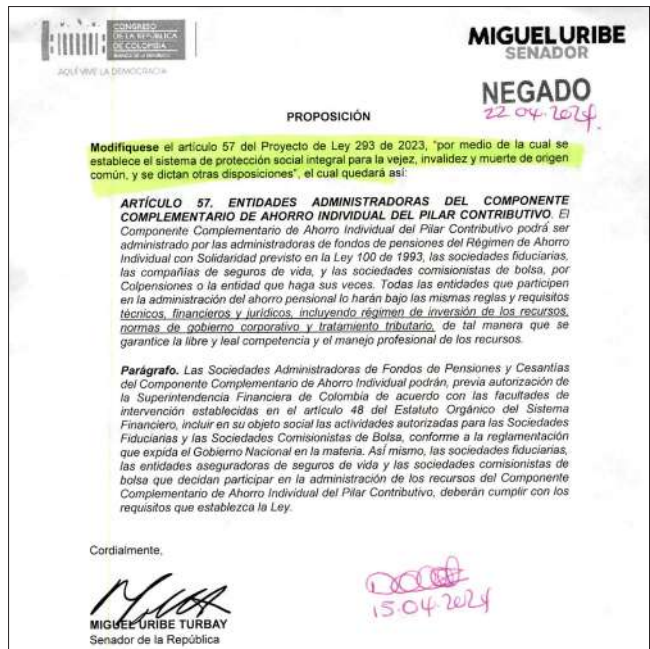 CONGRESO
DE LA REPÚBLICA
DE COLOMBIA
AQUÍ VIVE LA DEMOCRACIA
MIGUEL URIBE
SENADOR
NEGADO
22 04. 2024.
PROPOSICIÓN
Modifíquese el artículo 57 del Proyecto de Ley 293 de 2023, "por medio de la cual se
establece el sistema de protección social integral para la vejez, invalidez y muerte de origen
común, y se dictan otras disposiciones", el cual quedará así:
ARTÍCULO 57. ENTIDADES ADMINISTRADORAS DEL COMPONENTE
COMPLEMENTARIO DE AHORRO INDIVIDUAL DEL PILAR CONTRIBUTIVO. El
Componente Complementario de Ahorro Individual del Pilar Contributivo podrá ser
administrado por las administradoras de fondos de pensiones del Régimen de Ahorro
Individual con Solidaridad previsto en la Ley 100 de 1993, las sociedades fiduciarias,
las compañías de seguros de vida, y las sociedades comisionistas de bolsa, por
Colpensiones o la entidad que haga sus veces. Todas las entidades que participen
en la administración del ahorro pensional lo harán bajo las mismas reglas y requisitos
técnicos, financieros y jurídicos, incluyendo régimen de inversión de los recursos,
normas de gobierno corporativo y tratamiento tributario, de tal manera que se
garantice la libre y leal competencia y el manejo profesional de los recursos.
Parágrafo. Las Sociedades Administradoras de Fondos de Pensiones y Cesantías
del Componente Complementario de Ahorro Individual podrán, previa autorización de
la Superintendencia Financiera de Colombia de acuerdo con las facultades de
intervención establecidas en el artículo 48 del Estatuto Orgánico del Sistema
Financiero, incluir en su objeto social las actividades autorizadas para las Sociedades
Fiduciarias y las Sociedades Comisionistas de Bolsa, conforme a la reglamentación
que expida el Gobierno Nacional en la materia. Así mismo, las sociedades fiduciarias,
las entidades aseguradoras de seguros de vida y las sociedades comisionistas de
bolsa que decidan participar en la administración de los recursos del Componente
Complementario de Ahorro Individual del Pilar Contributivo, deberán cumplir con los
requisitos que establezca la Ley.
Cordialmente,
MIGUEL URIBE TURBAY
Senador de la República
15.04.2024